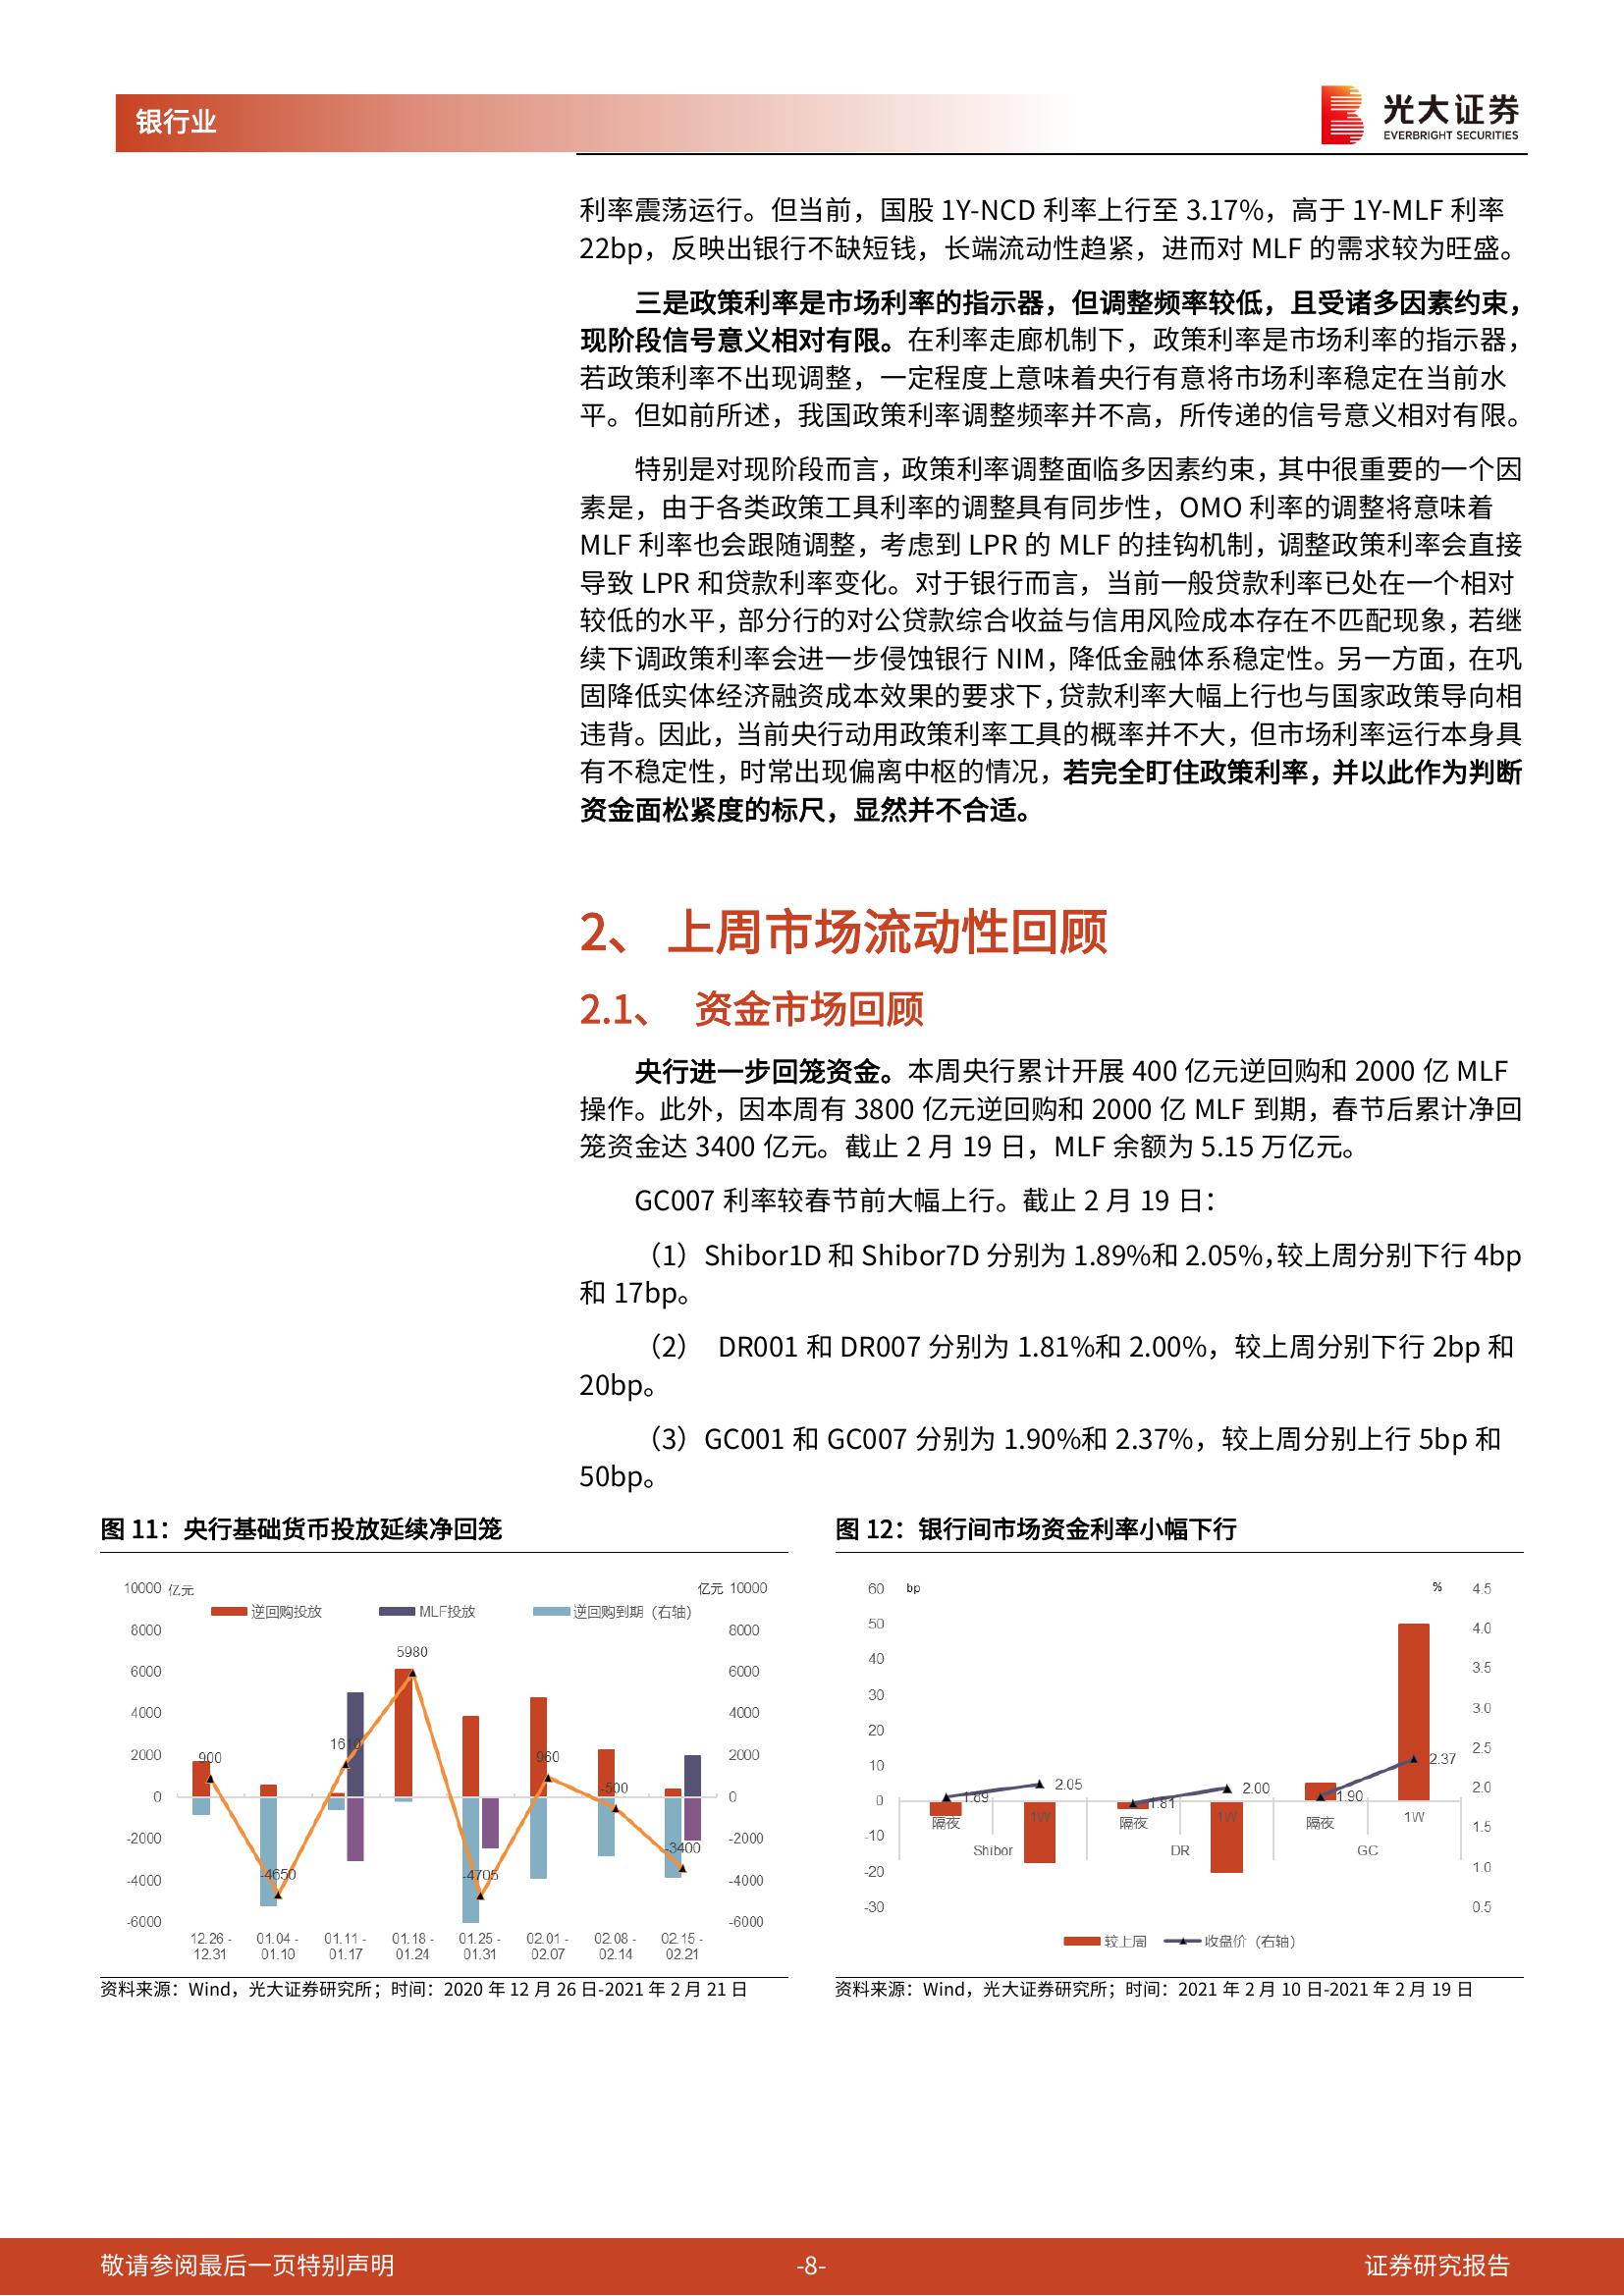 银行业
光大证券
EVERBRIGHT SECURITIES
利率震荡运行。但当前，国股 1Y-NCD 利率上行至 3.17%，高于 1Y-MLF 利率
22bp，反映出银行不缺短钱，长端流动性趋紧，进而对 MLF 的需求较为旺盛。
三是政策利率是市场利率的指示器，但调整频率较低，且受诸多因素约束，
现阶段信号意义相对有限。在利率走廊机制下，政策利率是市场利率的指示器，
若政策利率不出现调整，一定程度上意味着央行有意将市场利率稳定在当前水
平。但如前所述，我国政策利率调整频率并不高，所传递的信号意义相对有限。
特别是对现阶段而言，政策利率调整面临多因素约束，其中很重要的一个因
素是，由于各类政策工具利率的调整具有同步性，OMO 利率的调整将意味着
MLF 利率也会跟随调整，考虑到 LPR 的 MLF 的挂钩机制，调整政策利率会直接
导致 LPR 和贷款利率变化。对于银行而言，当前一般贷款利率已处在一个相对
较低的水平，部分行的对公贷款综合收益与信用风险成本存在不匹配现象，若继
续下调政策利率会进一步侵蚀银行 NIM，降低金融体系稳定性。另一方面，在巩
固降低实体经济融资成本效果的要求下，贷款利率大幅上行也与国家政策导向相
违背。因此，当前央行动用政策利率工具的概率并不大，但市场利率运行本身具
有不稳定性，时常出现偏离中枢的情况，若完全盯住政策利率，并以此作为判断
资金面松紧度的标尺，显然并不合适。
2、 上周市场流动性回顾
2.1、 资金市场回顾
央行进一步回笼资金。本周央行累计开展 400 亿元逆回购和 2000 亿 MLF
操作。此外，因本周有 3800 亿元逆回购和 2000 亿 MLF 到期，春节后累计净回
笼资金达 3400 亿元。截止 2 月 19 日，MLF 余额为 5.15 万亿元。
GC007 利率较春节前大幅上行。截止 2 月 19 日：
（1）Shibor1D 和 Shibor7D 分别为 1.89%和 2.05%，较上周分别下行 4bp
和 17bp。
（2） DR001 和 DR007 分别为 1.81%和 2.00%，较上周分别下行 2bp 和
20bp。
（3）GC001 和 GC007 分别为 1.90%和 2.37%，较上周分别上行 5bp 和
50bp。
图 11：央行基础货币投放延续净回笼
10000 亿元 亿元 10000
逆回购投放 MLF投放 逆回购到期（右轴）
8000 8000
5980
6000 6000
4000 4000
1610
2000 900 960 2000
0 -500 0
-2000 -3400 -2000
-4000 -4650 -4705 -4000
-6000 -6000
12.26 - 01.04 - 01.11 - 01.18 - 01.25 - 02.01 - 02.08 - 02.15 -
12.31 01.10 01.17 01.24 01.31 02.07 02.14 02.21
资料来源：Wind，光大证券研究所；时间：2020 年 12 月 26 日-2021 年 2 月 21 日
图 12：银行间市场资金利率小幅下行
60 bp % 4.5
50 4.0
40 3.5
30 3.0
20 2.5
10 2.37 2.0
0 1.89 2.05 1.81 2.00 1.90
隔夜 1W 隔夜 1W 隔夜 1W
-10 1.5
Shibor DR GC
-20 1.0
-30 0.5
较上周 收盘价（右轴）
资料来源：Wind，光大证券研究所；时间：2021 年 2 月 10 日-2021 年 2 月 19 日
敬请参阅最后一页特别声明 -8- 证券研究报告